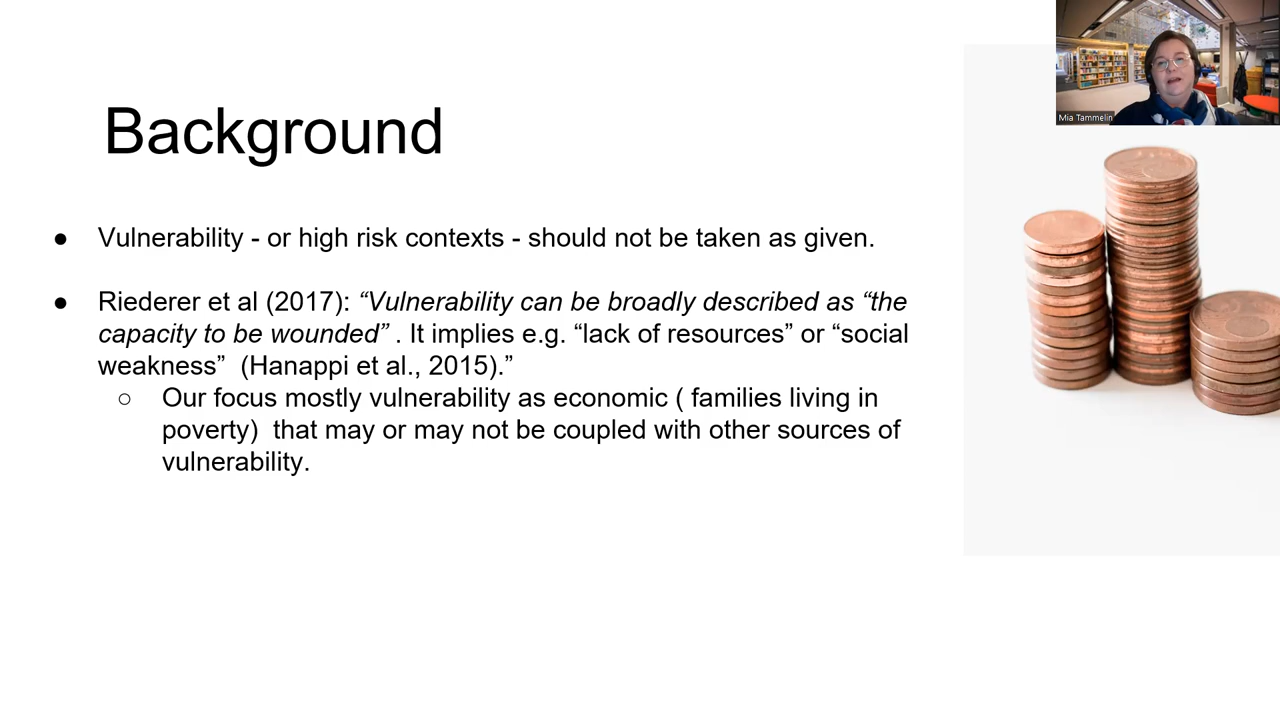 Mia Tammelin
Background
● Vulnerability - or high risk contexts - should not be taken as given.
● Riederer et al (2017): “Vulnerability can be broadly described as “the
capacity to be wounded” . It implies e.g. “lack of resources” or “social
weakness” (Hanappi et al., 2015).”
○ Our focus mostly vulnerability as economic ( families living in
poverty) that may or may not be coupled with other sources of
vulnerability.